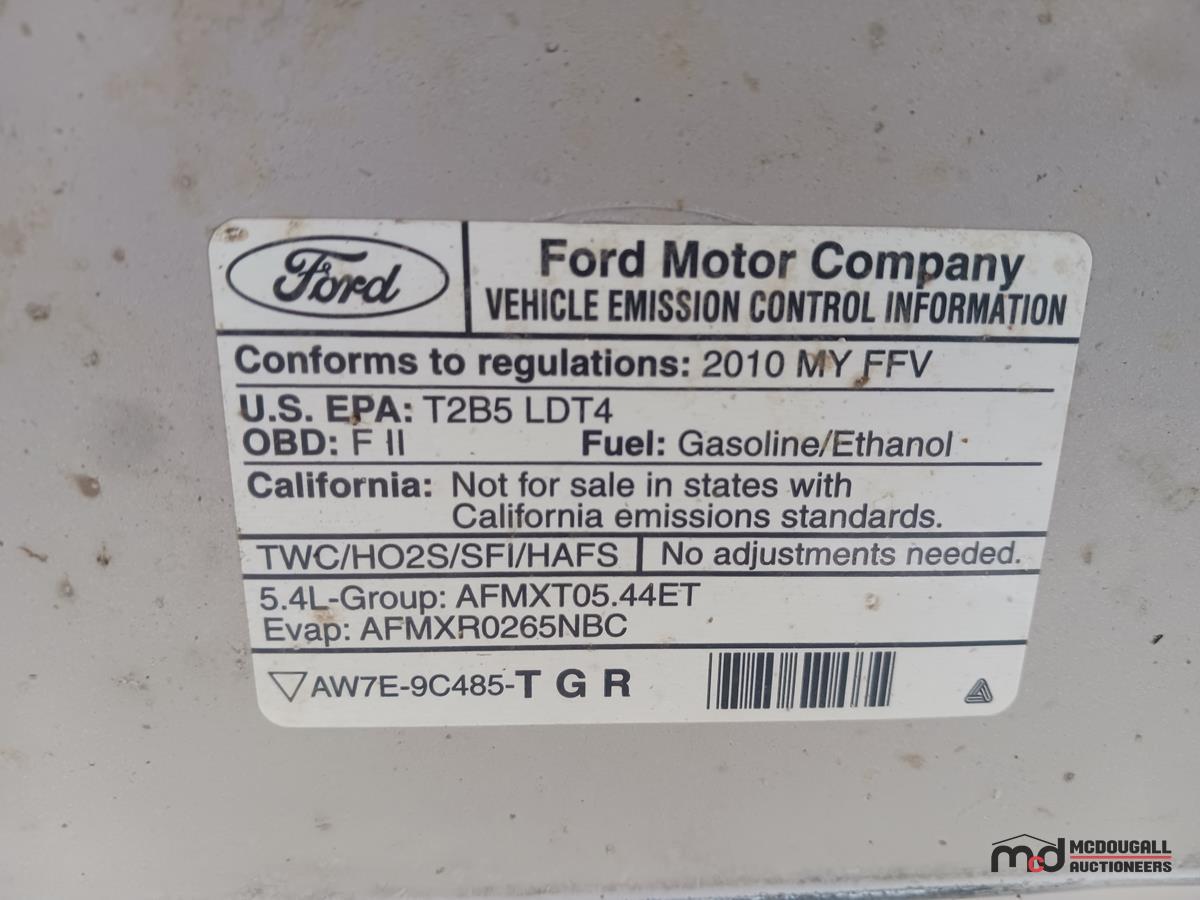 Ford
Ford Motor Company
VEHICLE EMISSION CONTROL INFORMATION
Conforms to regulations: 2010 MY FFV
U.S. EPA: T2B5 LDT4
OBD: F II Fuel: Gasoline/Ethanol
California: Not for sale in states with
California emissions standards.
TWC/HO2S/SFI/HAFS No adjustments needed.
5.4L-Group: AFMXT05.44ET
Evap: AFMXR0265NBC
AW7E-9C485-T G R
mcd MCDOUGALL
AUCTIONEERS